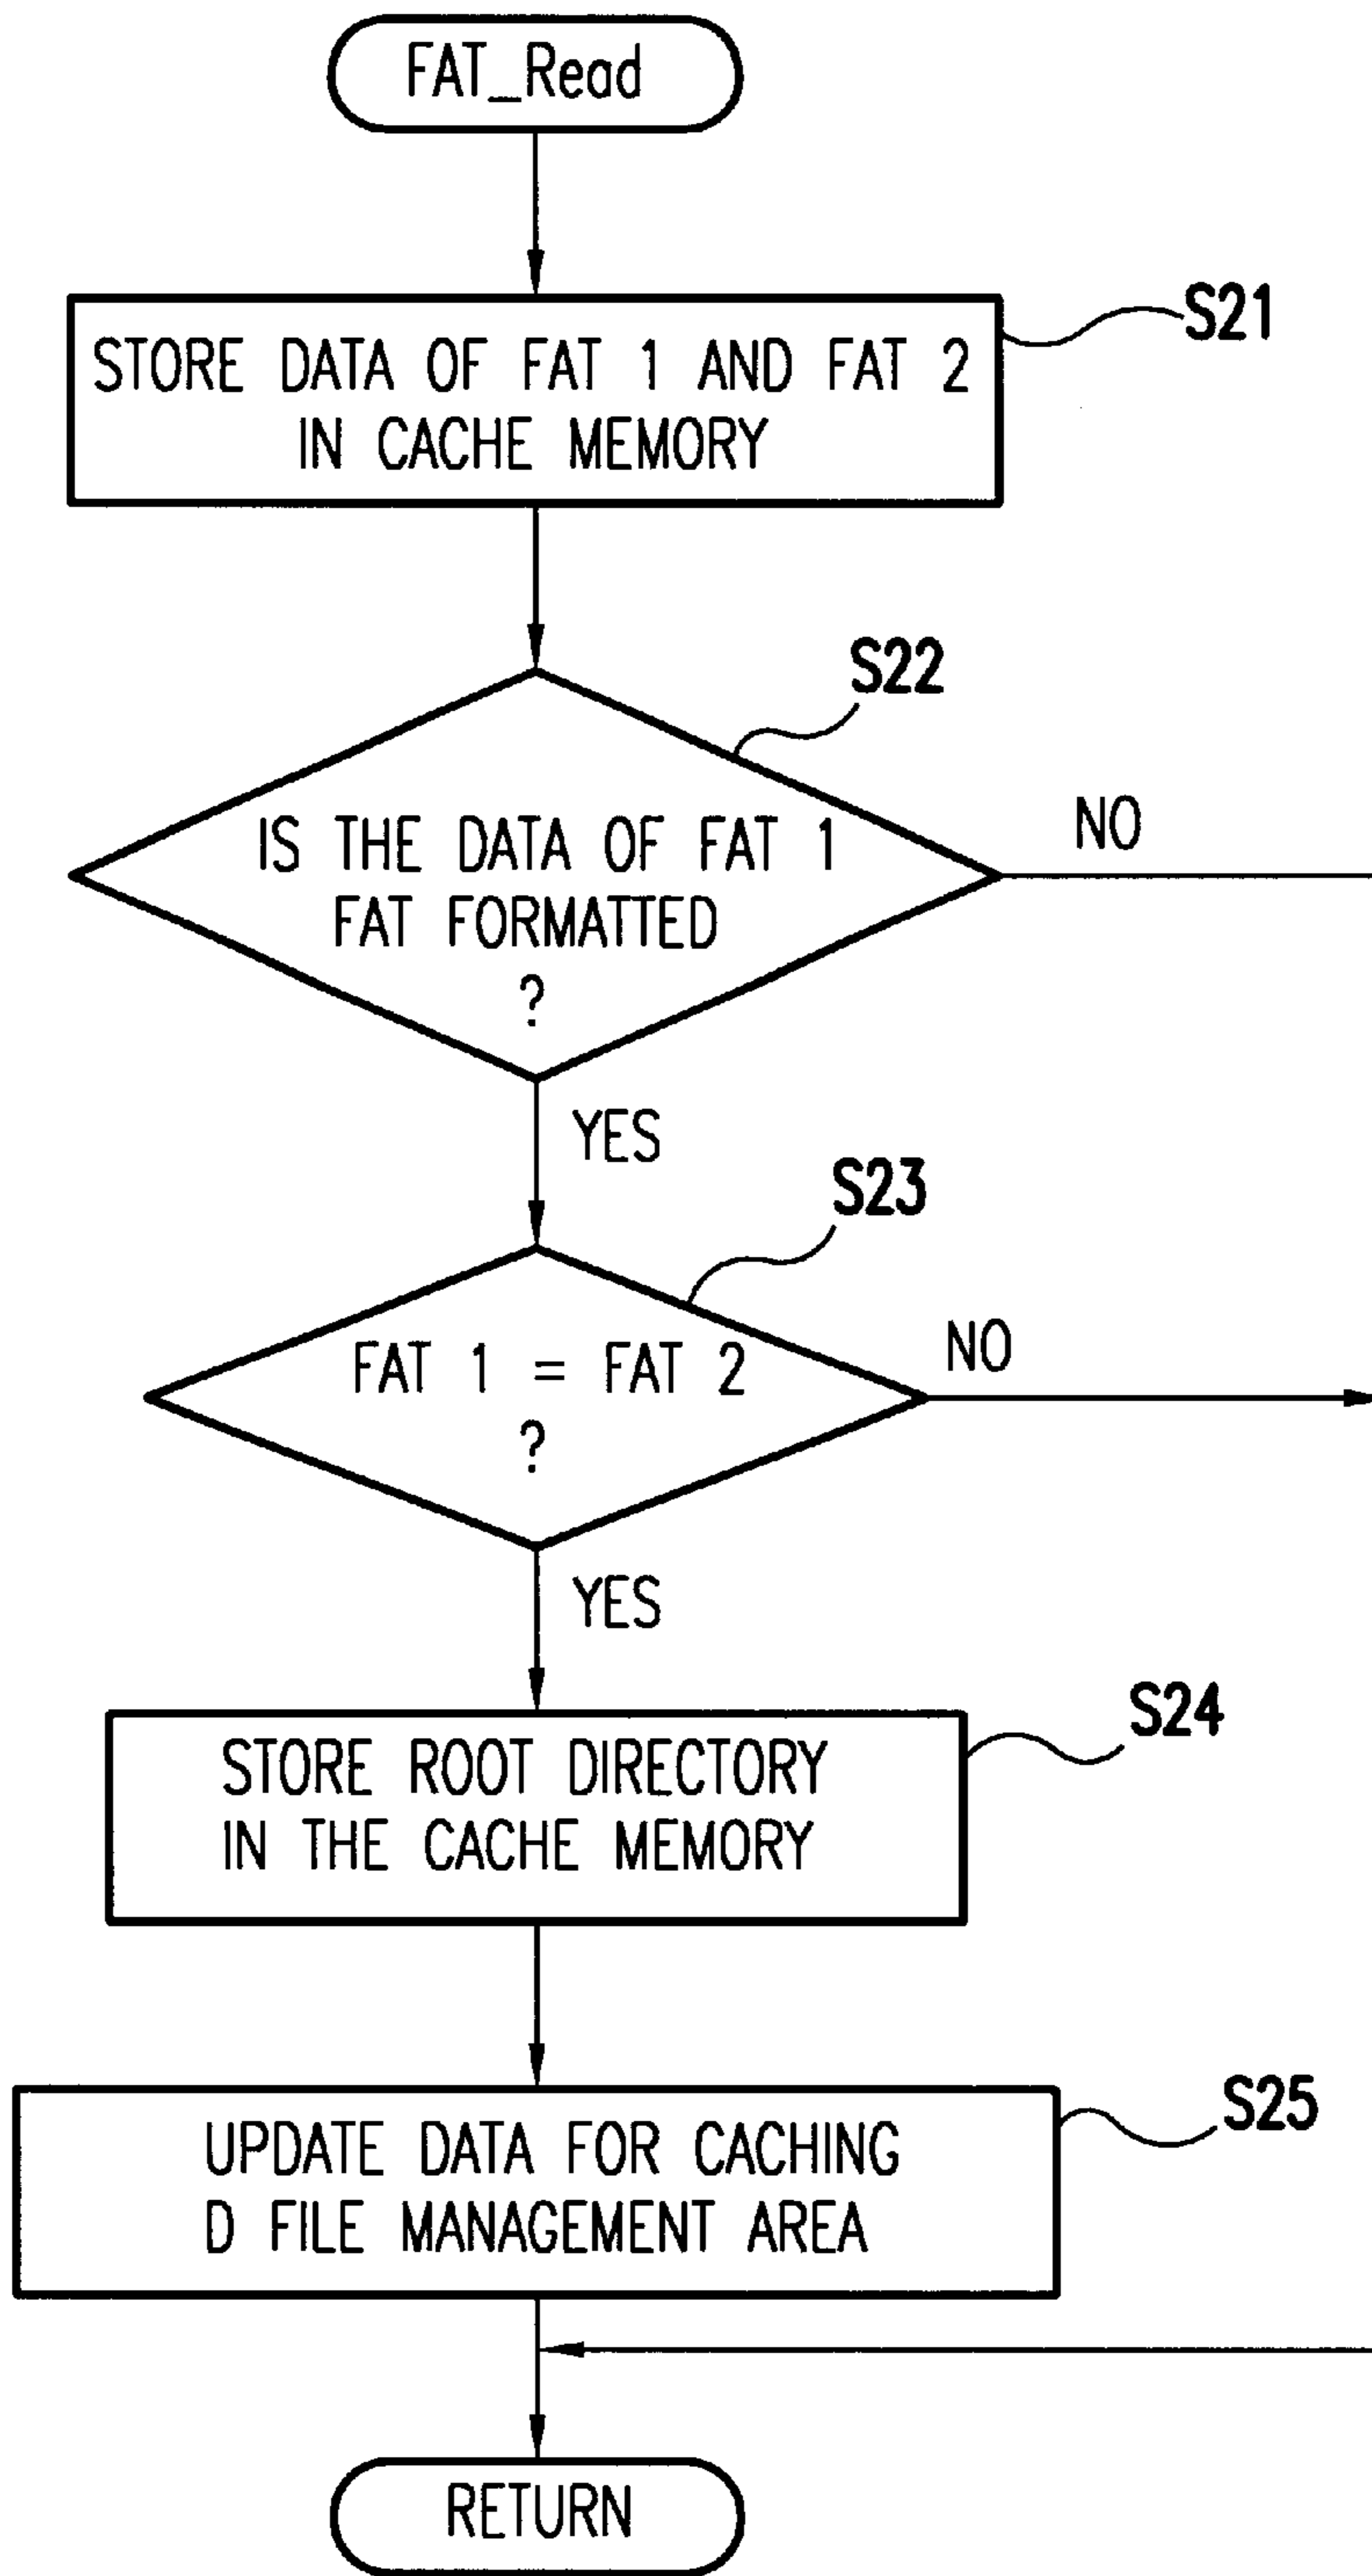 FAT_Read
S21
STORE DATA OF FAT 1 AND FAT 2
IN CACHE MEMORY
S22
IS THE DATA OF FAT 1
FAT FORMATTED
?
NO
YES
S23
FAT 1 = FAT 2
?
NO
YES
S24
STORE ROOT DIRECTORY
IN THE CACHE MEMORY
S25
UPDATE DATA FOR CACHING
D FILE MANAGEMENT AREA
RETURN